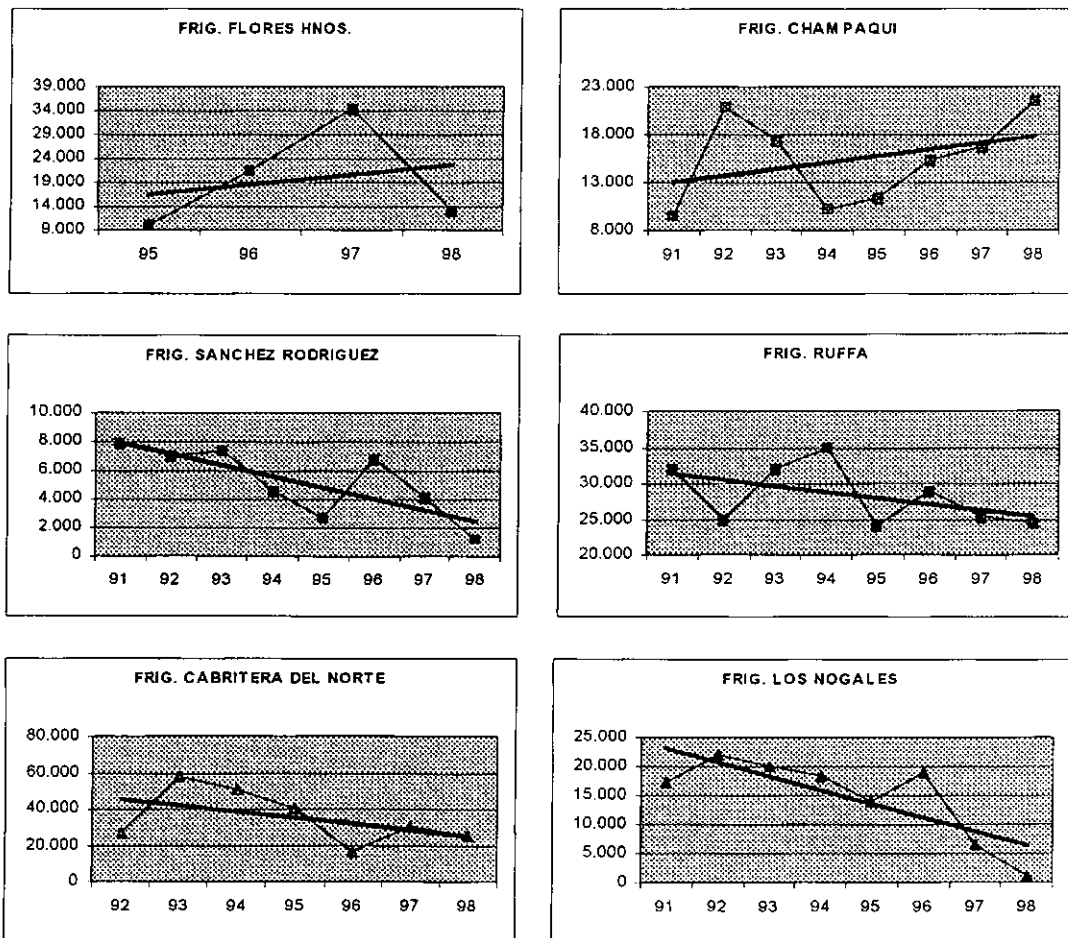 FRIG. FLORES HNOS.
39.000
34.000
29.000
24.000
19.000
14.000
9.000
95 96 97 98
FRIG. CHAMPAQUI
23.000
18.000
13.000
8.000
91 92 93 94 95 96 97 98
FRIG. SANCHEZ RODRIGUEZ
10.000
8.000
6.000
4.000
2.000
0
91 92 93 94 95 96 97 98
FRIG. RUFFA
40.000
35.000
30.000
25.000
20.000
91 92 93 94 95 96 97 98
FRIG. CABRITERA DEL NORTE
80.000
60.000
40.000
20.000
0
92 93 94 95 96 97 98
FRIG. LOS NOGALES
25.000
20.000
15.000
10.000
5.000
0
91 92 93 94 95 96 97 98